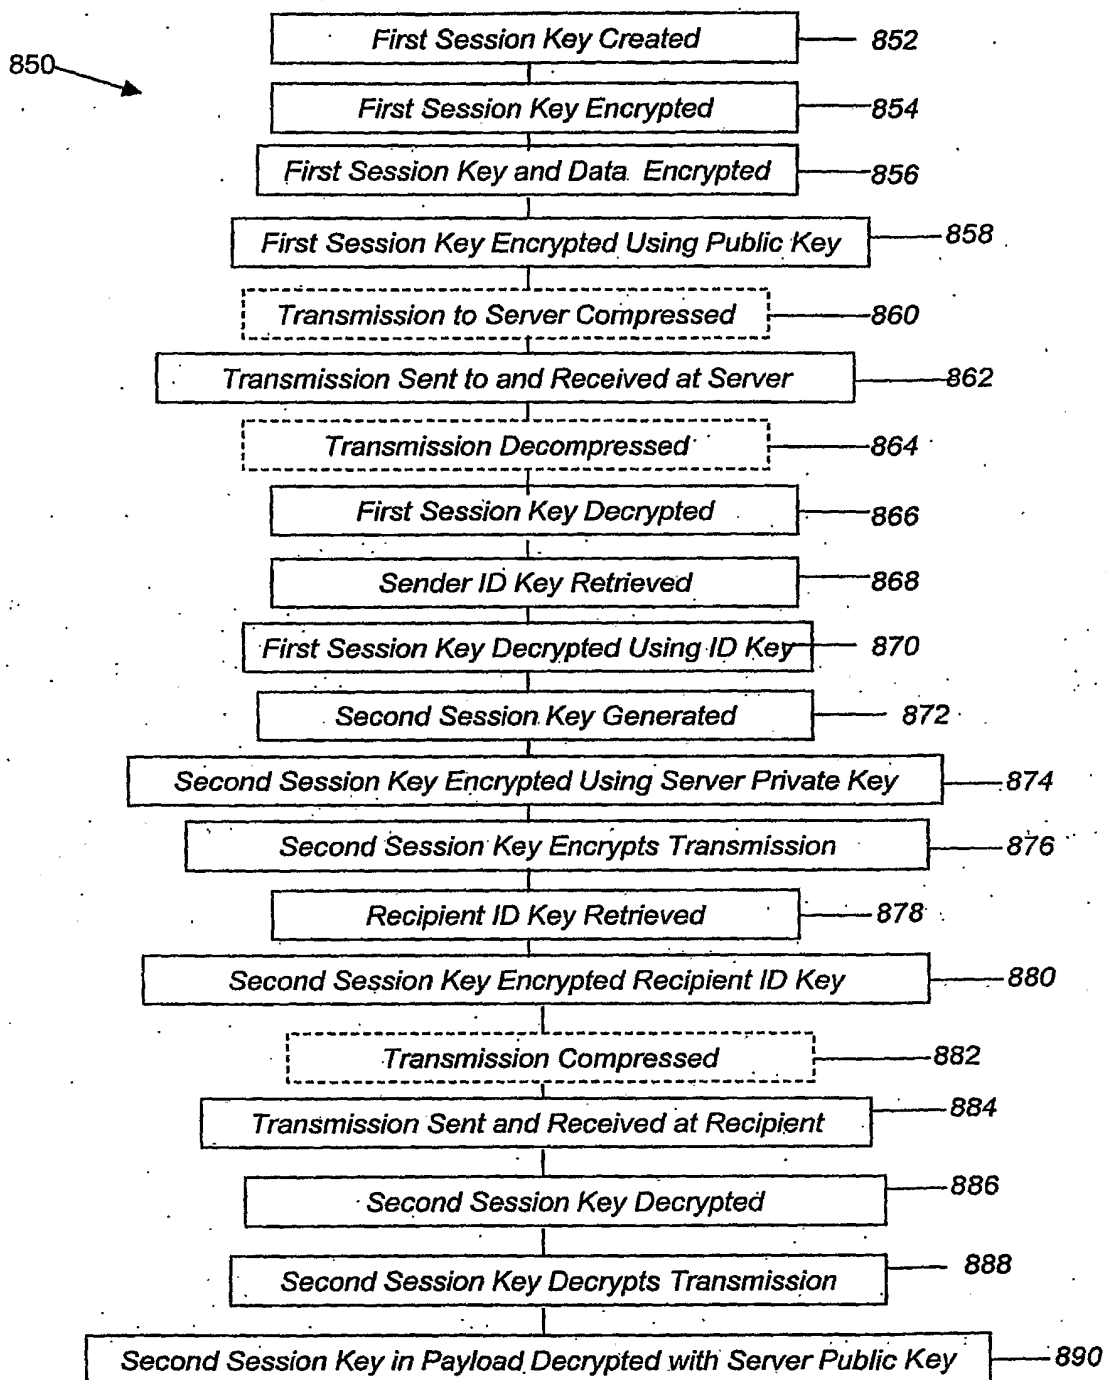 First Session Key Created 852
850
First Session Key Encrypted 854
First Session Key and Data Encrypted 856
First Session Key Encrypted Using Public Key 858
Transmission to Server Compressed 860
Transmission Sent to and Received at Server 862
Transmission Decompressed 864
First Session Key Decrypted 866
Sender ID Key Retrieved 868
First Session Key Decrypted Using ID Key 870
Second Session Key Generated 872
Second Session Key Encrypted Using Server Private Key 874
Second Session Key Encrypts Transmission 876
Recipient ID Key Retrieved 878
Second Session Key Encrypted Recipient ID Key 880
Transmission Compressed 882
Transmission Sent and Received at Recipient 884
Second Session Key Decrypted 886
Second Session Key Decrypts Transmission 888
Second Session Key in Payload Decrypted with Server Public Key 890